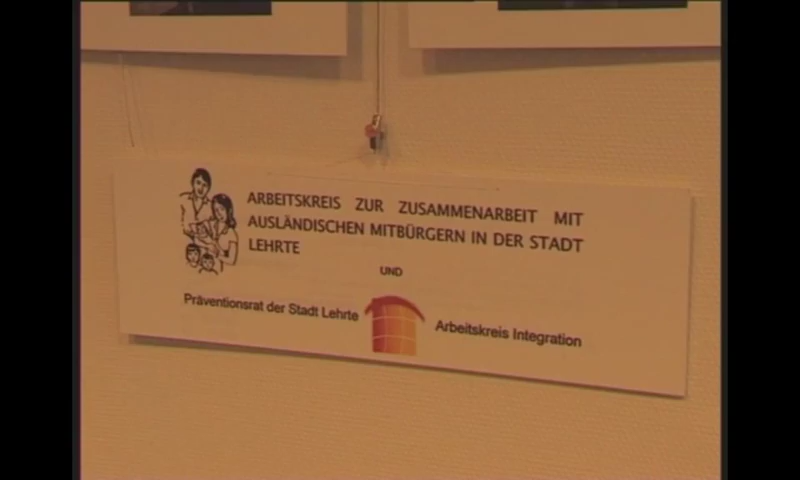 ARBEITSKREIS ZUR ZUSAMMENARBEIT MIT
AUSLÄNDISCHEN MITBÜRGERN IN DER STADT
LEHRTE
UND
Präventionsrat der Stadt Lehrte
Arbeitskreis Integration